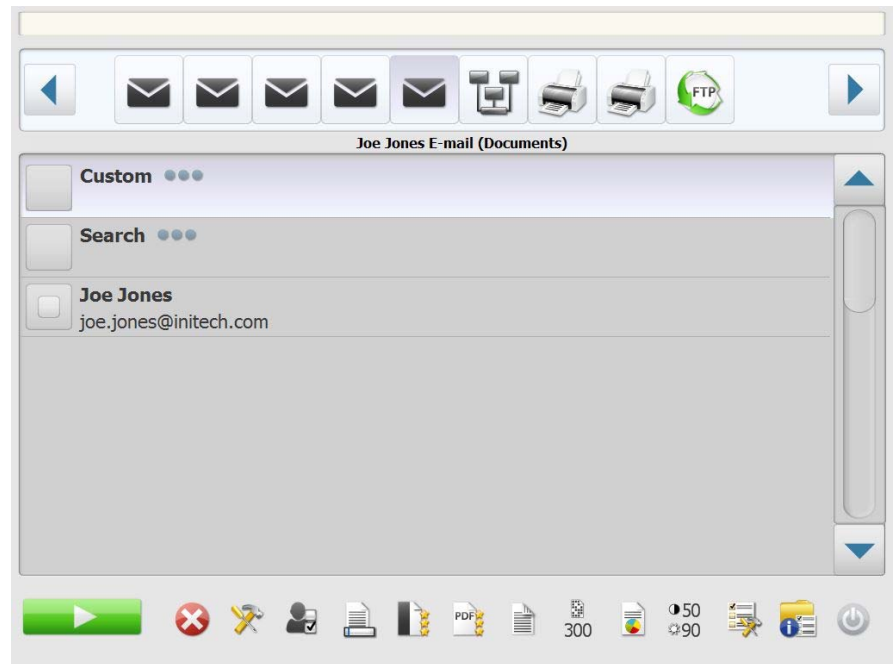 FTP
Joe Jones E-mail (Documents)
Custom
Search
Joe Jones
joe.jones@initech.com
PDF
300
50
90